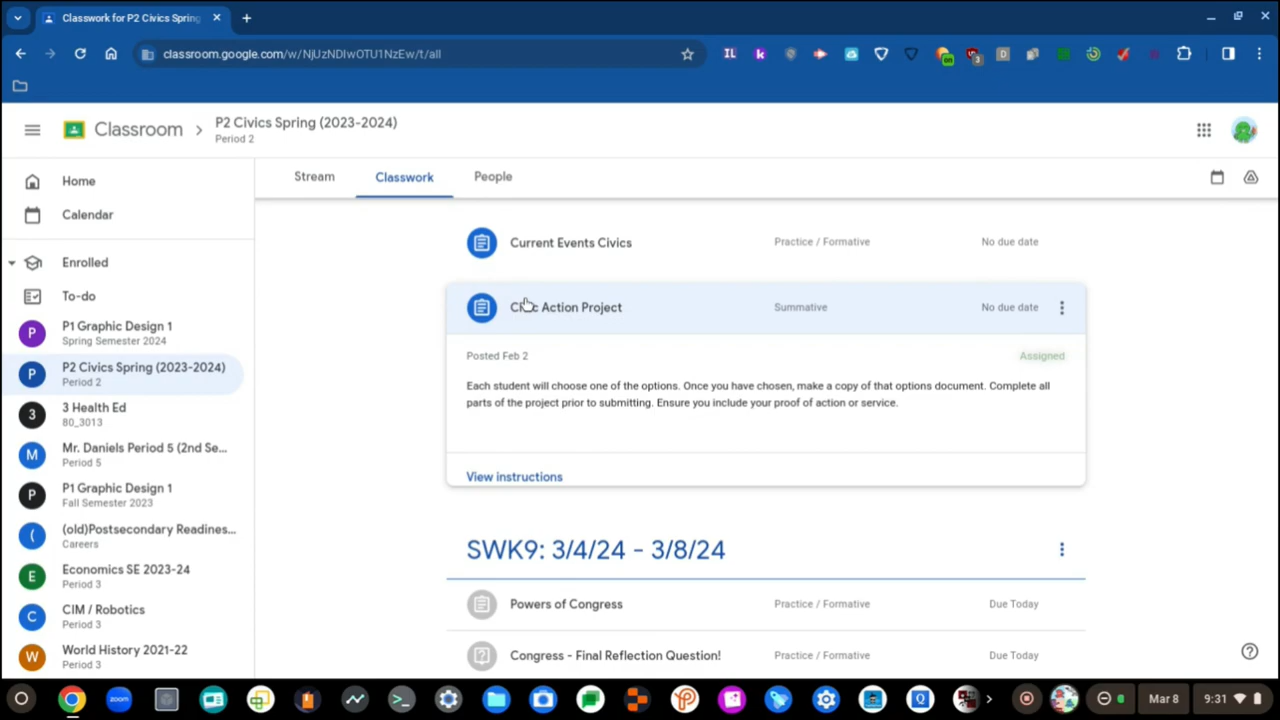 Classwork for P2 Civics Spring
classroom.google.com/w/NjUzNDIwOTU1NzEw/t/all
Classroom
P2 Civics Spring (2023-2024)
Period 2
Home
Calendar
Enrolled
To-do
P
P1 Graphic Design 1
Spring Semester 2024
P
P2 Civics Spring (2023-2024)
Period 2
3
3 Health Ed
80_3013
M
Mr. Daniels Period 5 (2nd Se...
Period 5
P
P1 Graphic Design 1
Fall Semester 2023
(
(old)Postsecondary Readines...
Careers
E
Economics SE 2023-24
Period 3
C
CIM / Robotics
Period 3
W
World History 2021-22
Period 3
Stream
Classwork
People
Current Events Civics
Practice / Formative
No due date
Action Project
Summative
No due date
Posted Feb 2
Assigned
Each student will choose one of the options. Once you have chosen, make a copy of that options document. Complete all
parts of the project prior to submitting. Ensure you include your proof of action or service.
View instructions
SWK9: 3/4/24 - 3/8/24
Powers of Congress
Practice / Formative
Due Today
Congress - Final Reflection Question!
Practice / Formative
Due Today
zoom
Mar 8
9:31